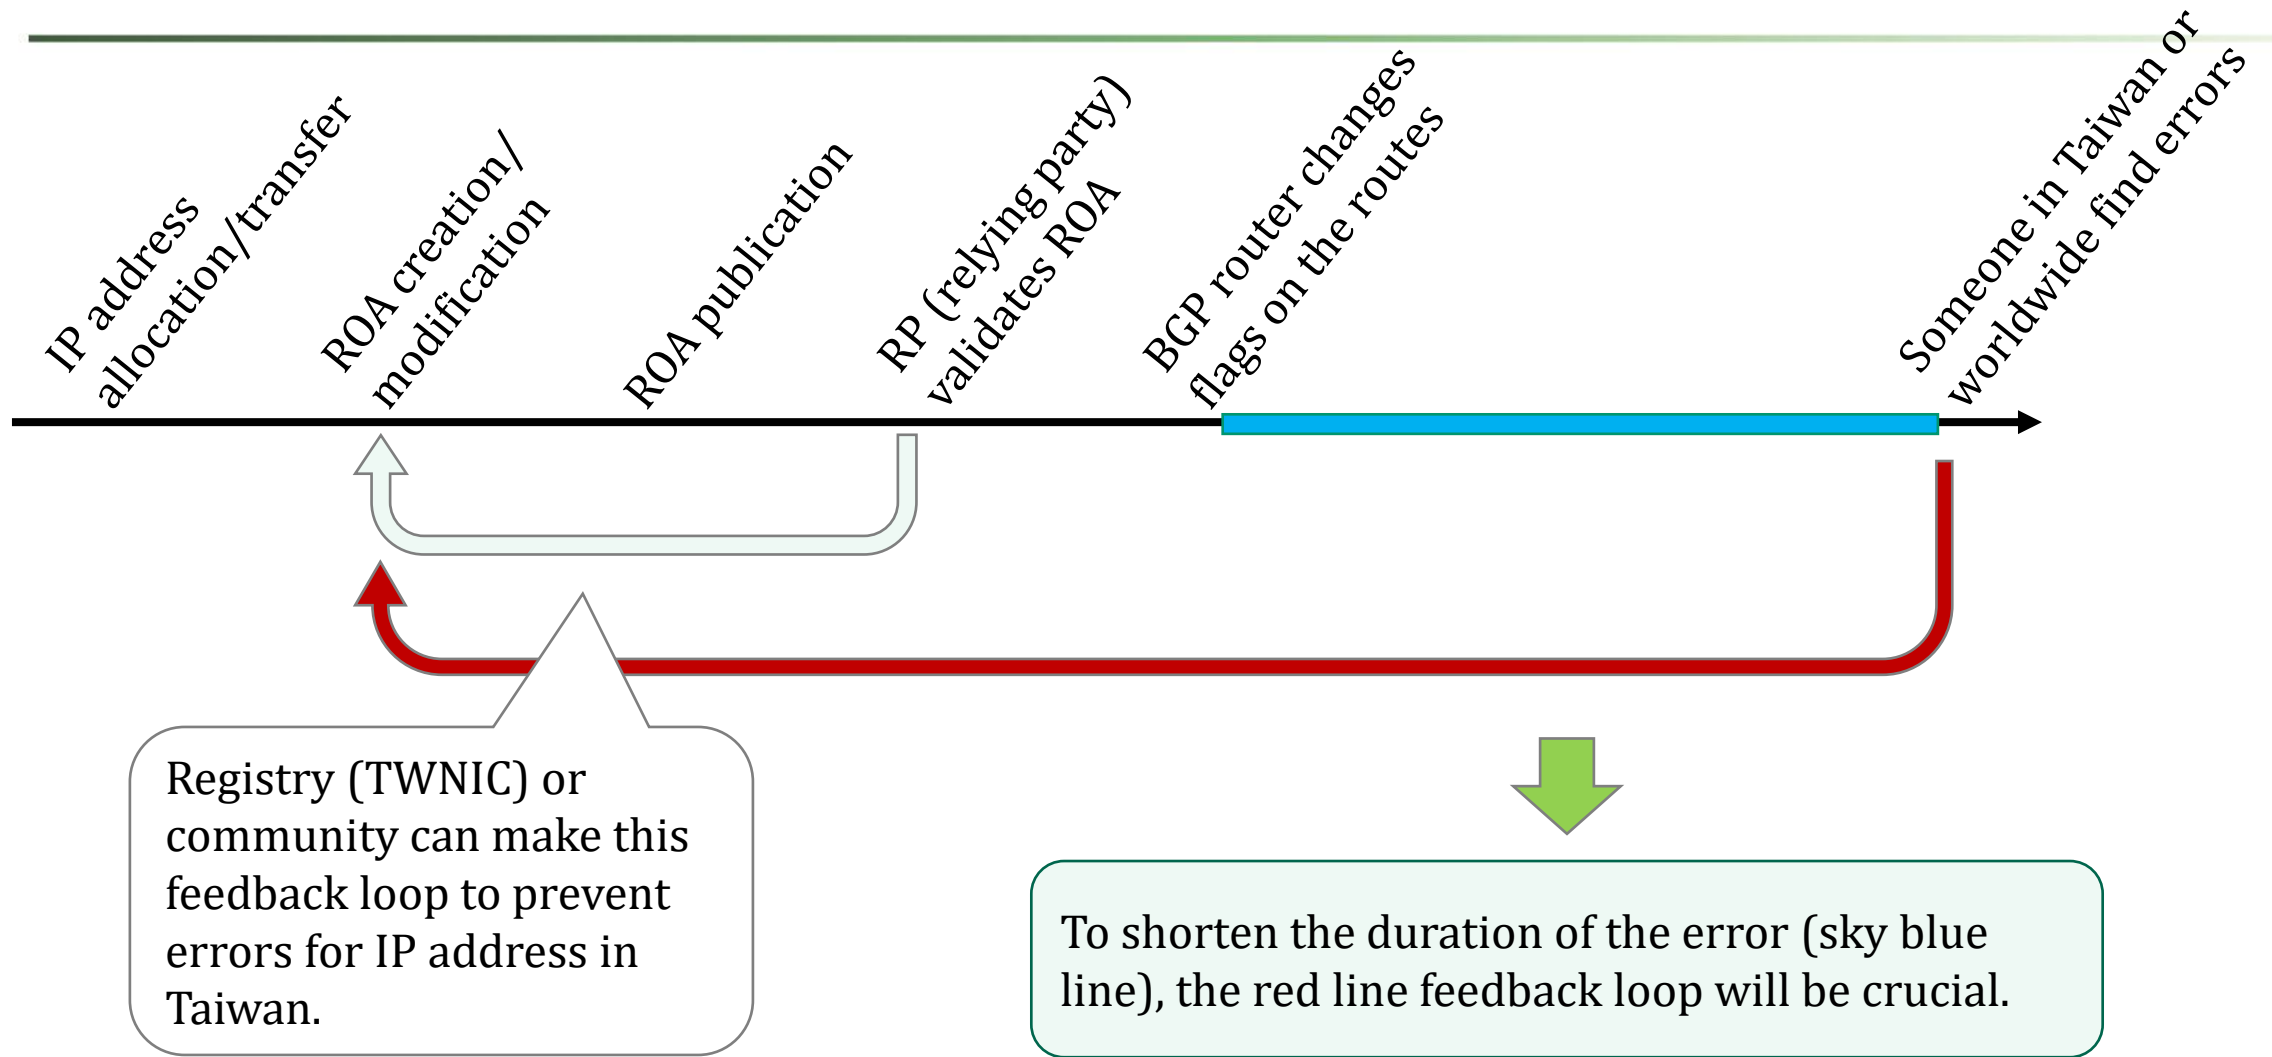 IP address
allocation/transfer
ROA creation/
modification
ROA publication
RP (relying party)
validates ROA
BGP router changes
flags on the routes
Someone in Taiwan or
worldwide find errors
Registry (TWNIC) or
community can make this
feedback loop to prevent
errors for IP address in
Taiwan.
To shorten the duration of the error (sky blue
line), the red line feedback loop will be crucial.